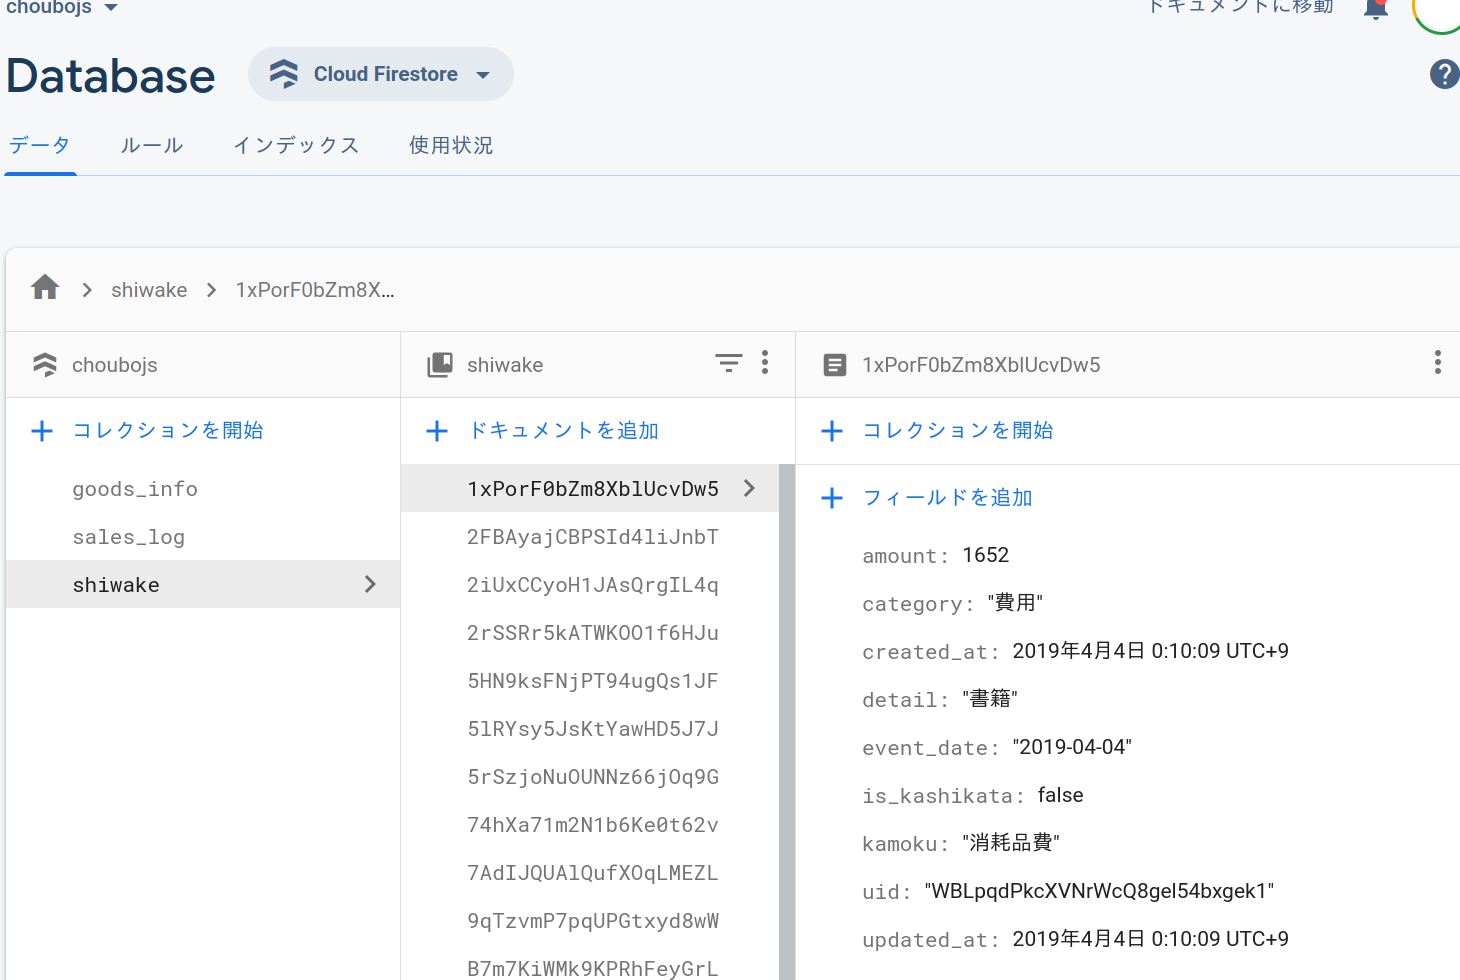 choubojs
ドキュメントに移動
Database
Cloud Firestore
データ
ルール
インデックス
使用状況
shiwake
1xPorF0bZm8X...
choubojs
コレクションを開始
goods_info
sales_log
shiwake
shiwake
ドキュメントを追加
1xPorF0bZm8XblUcvDw5
2FBAyajCBPSId4liJnbT
2iUxCCyoH1JAsQrgIL4q
2rSSRr5kATWKOO1f6HJu
5HN9ksFNjPT94ugQs1JF
5lRYsy5JsKtYawHD5J7J
5rSzjoNuOUNNz66jOq9G
74hXa71m2N1b6Ke0t62v
7AdIJQUAlQufXOqLMEZL
9qTzvmP7pqUPGtxyd8wW
B7m7KiWMk9KPRhFeyGrL
1xPorF0bZm8XblUcvDw5
コレクションを開始
フィールドを追加
amount: 1652
category: "費用"
created_at: 2019年4月4日 0:10:09 UTC+9
detail: "書籍"
event_date: "2019-04-04"
is_kashikata: false
kamoku: "消耗品費"
uid: "WBLpqdPkcXVNrWcQ8gel54bxgek1"
updated_at: 2019年4月4日 0:10:09 UTC+9